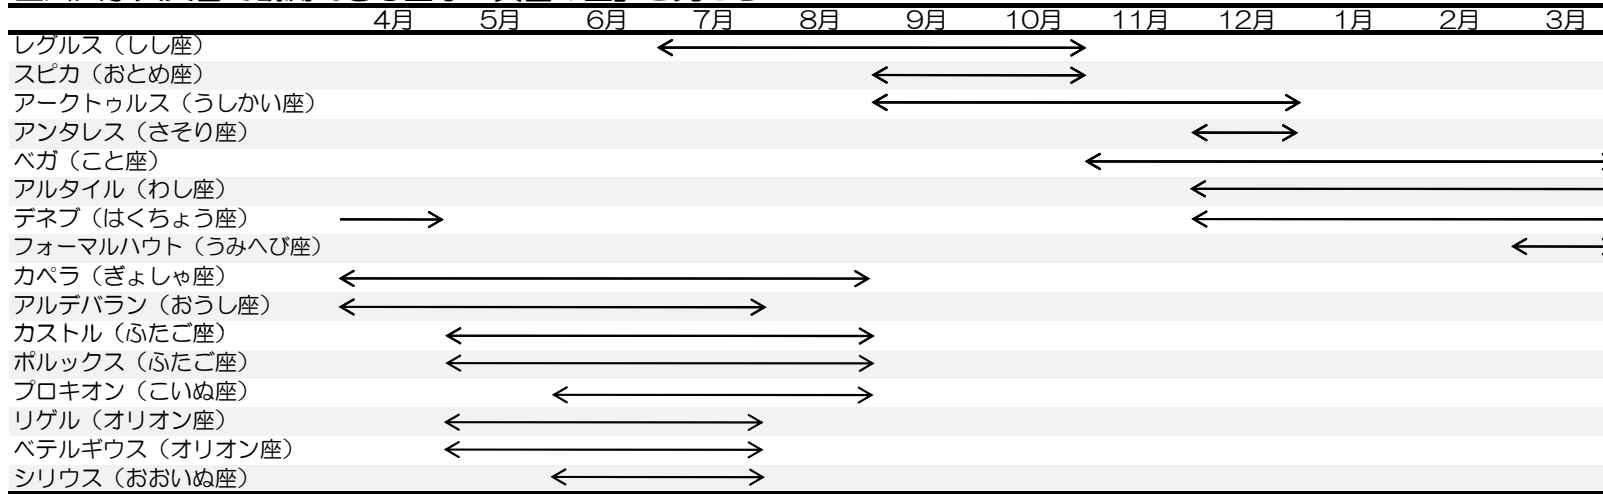 4月 5月 6月 7月 8月 9月 10月 11月 12月 1月 2月 3月
レグルス（しし座）
スピカ（おとめ座）
アークトゥルス（うしかい座）
アンタレス（さそり座）
ベガ（こと座）
アルタイル（わし座）
デネブ（はくちょう座）
フォーマルハウト（うみへび座）
カペラ（ぎょしゃ座）
アルデバラン（おうし座）
カストル（ふたご座）
ポルックス（ふたご座）
プロキオン（こいぬ座）
リゲル（オリオン座）
ベテルギウス（オリオン座）
シリウス（おおいぬ座）